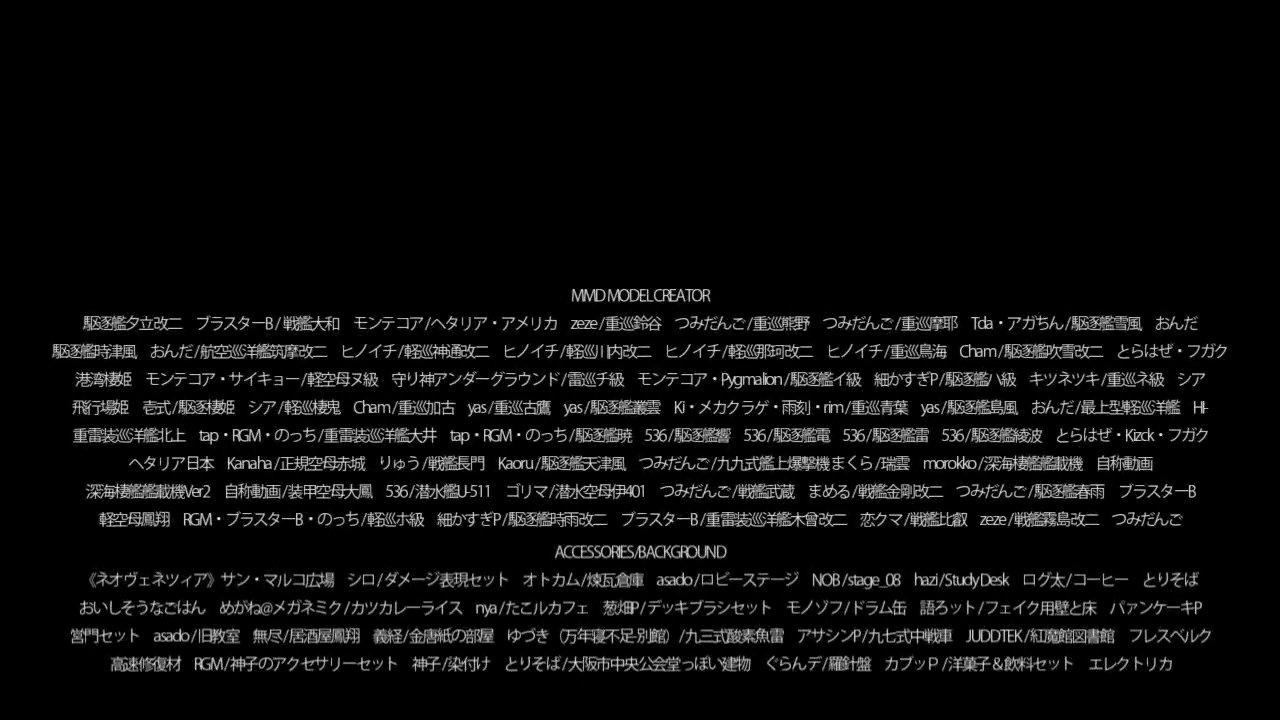 MMD MODEL CREATOR
駆逐艦夕立改二　ブラスターB / 戦艦大和　モンテコア / ヘタリア・アメリカ　zeze / 重巡鈴谷　つみだんご / 重巡熊野　つみだんご / 重巡摩耶　Tda・アガちん / 駆逐艦雪風　おんだ
駆逐艦時津風　おんだ / 航空巡洋艦筑摩改二　ヒノイチ / 軽巡神通改二　ヒノイチ / 軽巡川内改二　ヒノイチ / 軽巡那珂改二　ヒノイチ / 重巡鳥海　Cham / 駆逐艦吹雪改二　とらはぜ・フガク
港湾棲姫　モンテコア・サイキョー / 軽空母ヌ級　守り神アンダーグラウンド / 雷巡チ級　モンテコア・Pygmalion / 駆逐艦イ級　細かすぎP / 駆逐艦ハ級　キツネツキ / 重巡ネ級　シア
飛行場姫　壱式 / 駆逐棲姫　シア / 軽巡棲鬼　Cham / 重巡加古　yas / 重巡古鷹　yas / 駆逐艦叢雲　Ki・メカクラゲ・雨刻・rim / 重巡青葉　yas / 駆逐艦島風　おんだ / 最上型軽巡洋艦　HI-
重雷装巡洋艦北上　tap・RGM・のっち / 重雷装巡洋艦大井　tap・RGM・のっち / 駆逐艦暁　536 / 駆逐艦響　536 / 駆逐艦電　536 / 駆逐艦雷　536 / 駆逐艦綾波　とらはぜ・Kizck・フガク
ヘタリア日本　Kanaha / 正規空母赤城　りゅう / 戦艦長門　Kaoru / 駆逐艦天津風　つみだんご / 九九式艦上爆撃機 まくら / 瑞雲　morokko / 深海棲艦艦載機　自称動画
深海棲艦艦載機Ver2　自称動画 / 装甲空母大鳳　536 / 潜水艦U-511　ゴリマ / 潜水空母伊401　つみだんご / 戦艦武蔵　まめる / 戦艦金剛改二　つみだんご / 駆逐艦春雨　ブラスターB
軽空母鳳翔　RGM・ブラスターB・のっち / 軽巡ホ級　細かすぎP / 駆逐艦時雨改二　ブラスターB / 重雷装巡洋艦木曾改二　恋クマ / 戦艦比叡　zeze / 戦艦霧島改二　つみだんご
ACCESSORIES/BACKGROUND
《ネオヴェネツィア》サン・マルコ広場　シロ / ダメージ表現セット　オトカム / 煉瓦倉庫　asado / ロビーステージ　NOB / stage_08　hazi / Study Desk　ログ太 / コーヒー　とりそば
おいしそうなごはん　めがね@メガネミク / カツカレーライス　nya / たこルカフェ　葱畑P / デッキブラシセット　モノゾフ / ドラム缶　語ろット / フェイク用壁と床　パァンケーキP
営門セット　asado / 旧教室　無尽 / 居酒屋鳳翔　義経 / 金唐紙の部屋　ゆづき（万年寝不足-別館） / 九三式酸素魚雷　アサシンP / 九七式中戦車　JUDDTEK / 紅魔館図書館　フレスベルク
高速修復材　RGM / 神子のアクセサリーセット　神子 / 染付け　とりそば / 大阪市中央公会堂っぽい建物　ぐらんデ / 羅針盤　カブッＰ / 洋菓子＆飲料セット　エレクトリカ